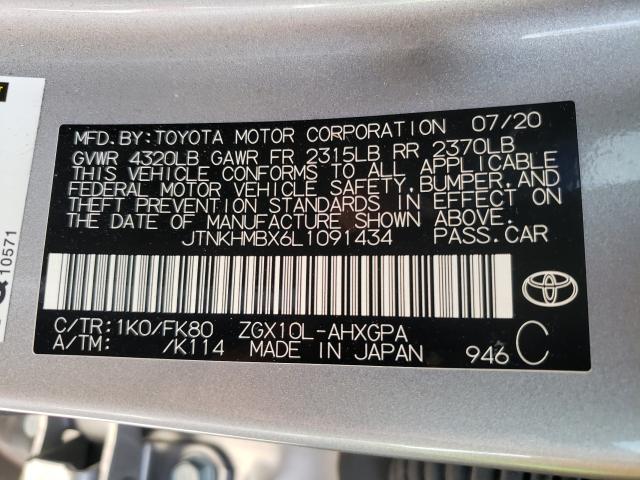 MFD.BY:TOYOTA MOTOR CORPORATION 07/20
GVWR 4320LB GAWR FR 2315LB RR 2370LB
THIS VEHICLE CONFORMS TO ALL APPLICABLE
FEDERAL MOTOR VEHICLE SAFETY,BUMPER,AND
THEFT PREVENTION STANDARDS IN EFFECT ON
THE DATE OF MANUFACTURE SHOWN ABOVE.
JTNKHMBX6L1091434 PASS.CAR
C/TR:1K0/FK80 ZGX10L-AHXGPA
A/TM: /K114 MADE IN JAPAN 946 C
10571